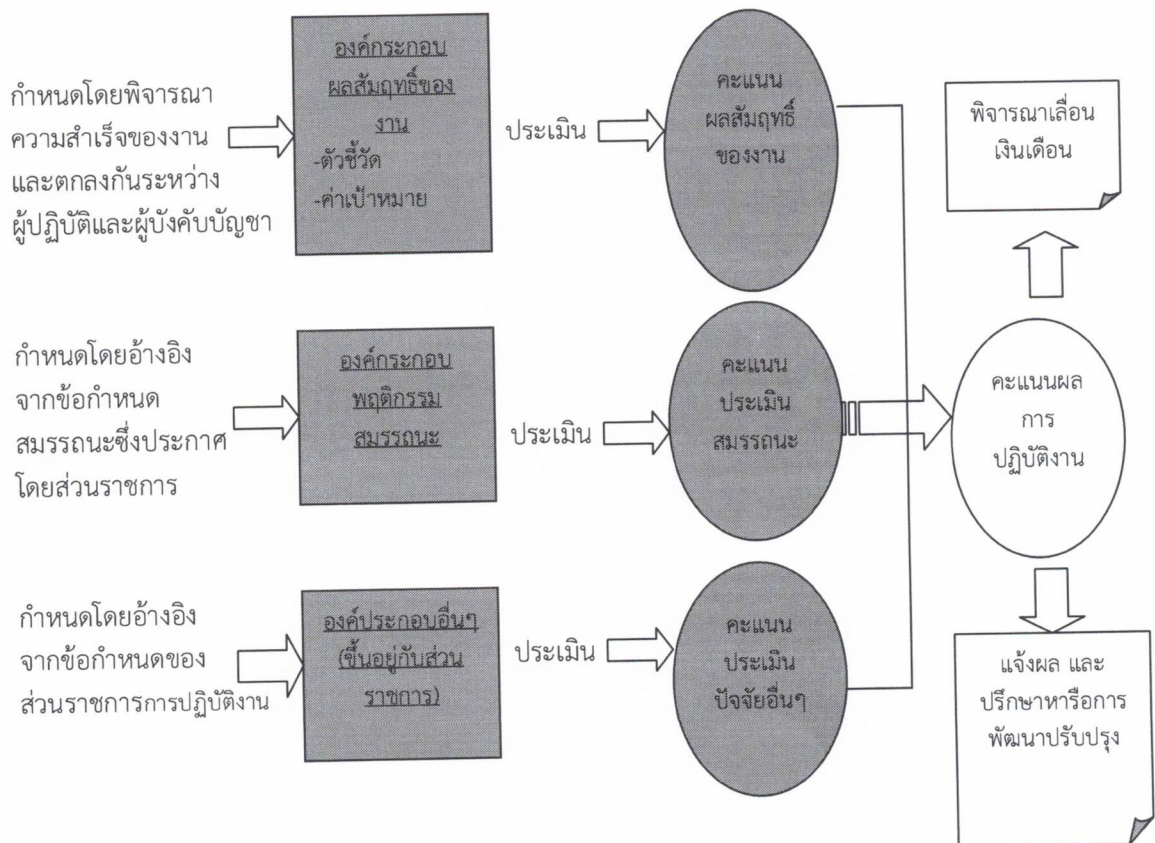 กำหนดโดยพิจารณา
ความสำเร็จของงาน
และตกลงกันระหว่าง
ผู้ปฏิบัติและผู้บังคับบัญชา
องค์กระกอบ
ผลสัมฤทธิ์ของ
งาน
-ตัวชี้วัด
-ค่าเป้าหมาย
ประเมิน
คะแนน
ผลสัมฤทธิ์
ของงาน
พิจารณาเลื่อน
เงินเดือน
กำหนดโดยอ้างอิง
จากข้อกำหนด
สมรรถนะซึ่งประกาศ
โดยส่วนราชการ
องค์กระกอบ
พฤติกรรม
สมรรถนะ
ประเมิน
คะแนน
ประเมิน
สมรรถนะ
คะแนนผล
การ
ปฏิบัติงาน
กำหนดโดยอ้างอิง
จากข้อกำหนดของ
ส่วนราชการการปฏิบัติงาน
องค์ประกอบอื่นๆ
(ขึ้นอยู่กับส่วน
ราชการ)
ประเมิน
คะแนน
ประเมิน
ปัจจัยอื่นๆ
แจ้งผล และ
ปรึกษาหารือการ
พัฒนาปรับปรุง